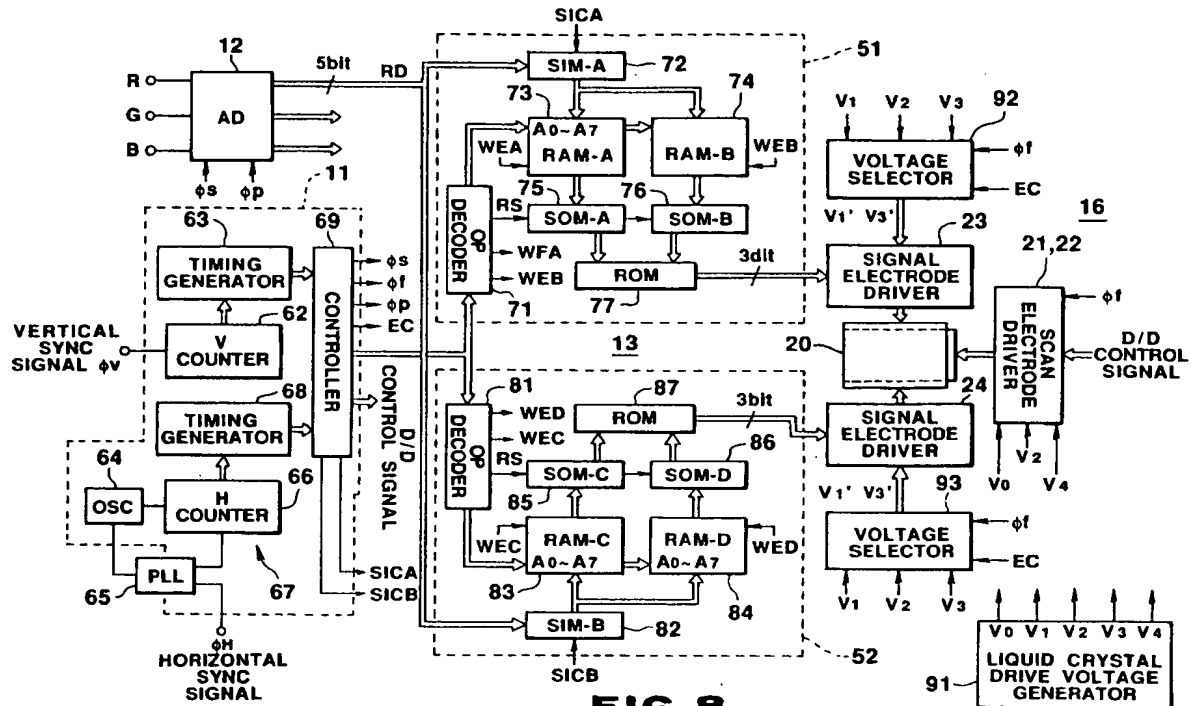 SICA
12
5bit
RD
SIM-A
72
51
R
G
B
AD
73
74
V1 V2 V3
92
A0~A7
RAM-A
RAM-B
WEA
WEB
VOLTAGE
SELECTOR
φf
EC
φs φp
11
75
76
63
69
OP
DECODER
RS
SOM-A
SOM-B
V1' V3'
23
16
TIMING
GENERATOR
CONTROLLER
φs
φf
φp
EC
WFA
WEB
71
ROM
77
3dit
SIGNAL
ELECTRODE
DRIVER
21,22
φf
VERTICAL
SYNC
SIGNAL φV
62
V
COUNTER
13
20
SCAN
ELECTRODE
DRIVER
D/D
CONTROL
SIGNAL
68
TIMING
GENERATOR
D/D
CONTROL SIGNAL
81
OP
DECODER
WED
WEC
RS
87
ROM
3bit
86
24
SIGNAL
ELECTRODE
DRIVER
V0 V2 V4
64
OSC
66
H
COUNTER
SOM-C
SOM-D
85
V1' V3'
93
65
PLL
67
SICA
SICB
WEC
RAM-C
A0~A7
83
RAM-D
A0~A7
84
WED
VOLTAGE
SELECTOR
φf
EC
V1 V2 V3
φH
HORIZONTAL
SYNC
SIGNAL
SIM-B
82
52
SICB
V0 V1 V2 V3 V4
LIQUID CRYSTAL
DRIVE VOLTAGE
GENERATOR
91
FIG.8